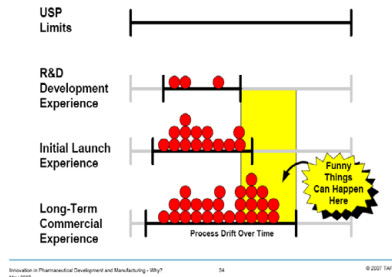 USP
Limits
R&D
Development
Experience
Initial Launch
Experience
Funny
Things
Can Happen
Here
Long-Term
Commercial
Experience
Process Drift Over Time
Innovation in Pharmaceutical Development and Manufacturing - Why?
34
© 2007